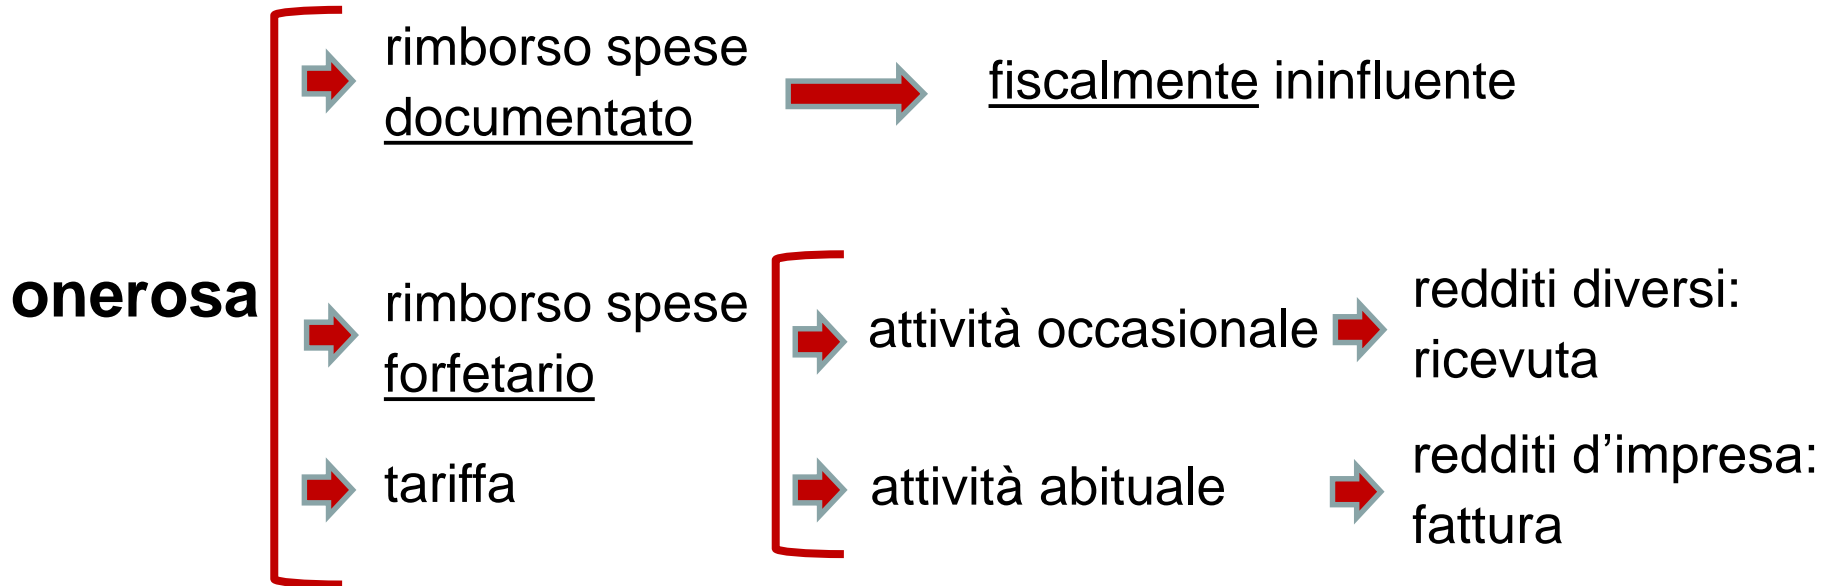 onerosa
rimborso spese
documentato
fiscalmente ininfluente
rimborso spese
forfetario
tariffa
attività occasionale
redditi diversi:
ricevuta
attività abituale
redditi d’impresa:
fattura